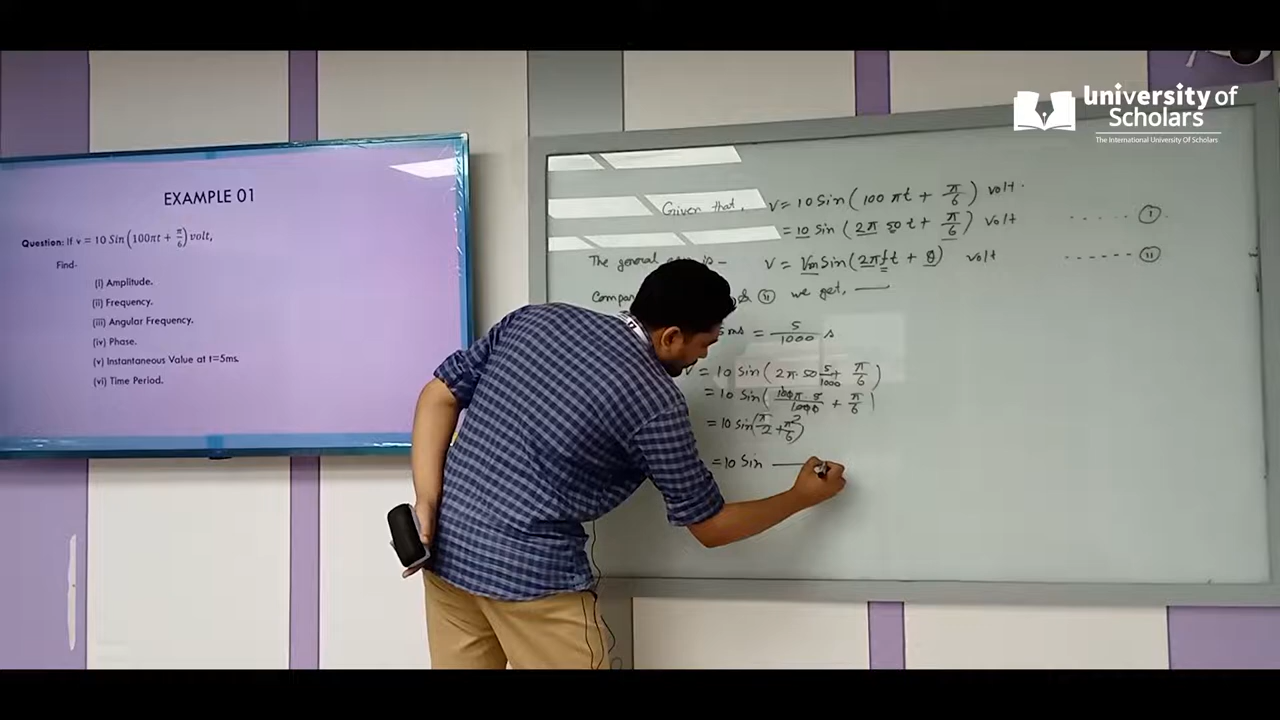 University of
Scholars
The International University Of Scholars
EXAMPLE 01
Question: If v = 10 Sin(100πt + π/6) volt,
Find-
(i) Amplitude.
(ii) Frequency.
(iii) Angular Frequency.
(iv) Phase.
(v) Instantaneous Value at t=5ms.
(vi) Time Period.
Given that, V = 10 Sin(100 πt + π/6) volt.
= 10 Sin(2π 50t + π/6) volt ...... (I)
The general is - V = Vm Sin(2πft + θ) volt ------ (II)
& (II) we get, —
5ms = 5/1000 s
V = 10 Sin(2π·50 5/1000 + π/6)
= 10 Sin(100π·5/1000 + π/6)
= 10 Sin(π/2 + π/6)
= 10 Sin —